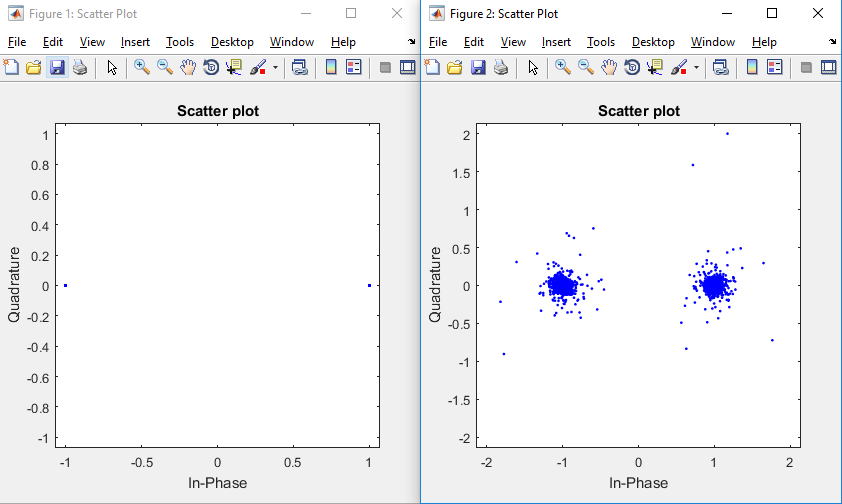 Figure 1: Scatter Plot
File Edit View Insert Tools Desktop Window Help
Scatter plot
1
0.8
0.6
0.4
0.2
0
-0.2
-0.4
-0.6
-0.8
-1
Quadrature
-1 -0.5 0 0.5 1
In-Phase
Figure 2: Scatter Plot
File Edit View Insert Tools Desktop Window Help
Scatter plot
2
1.5
1
0.5
0
-0.5
-1
-1.5
-2
Quadrature
-2 -1 0 1 2
In-Phase